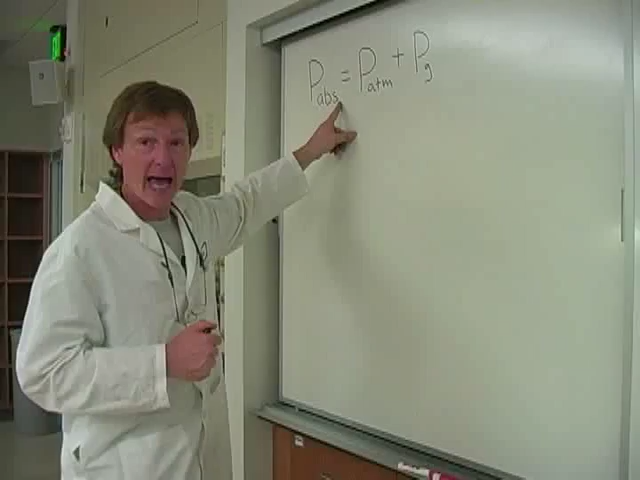 Pabs = Patm + Pg